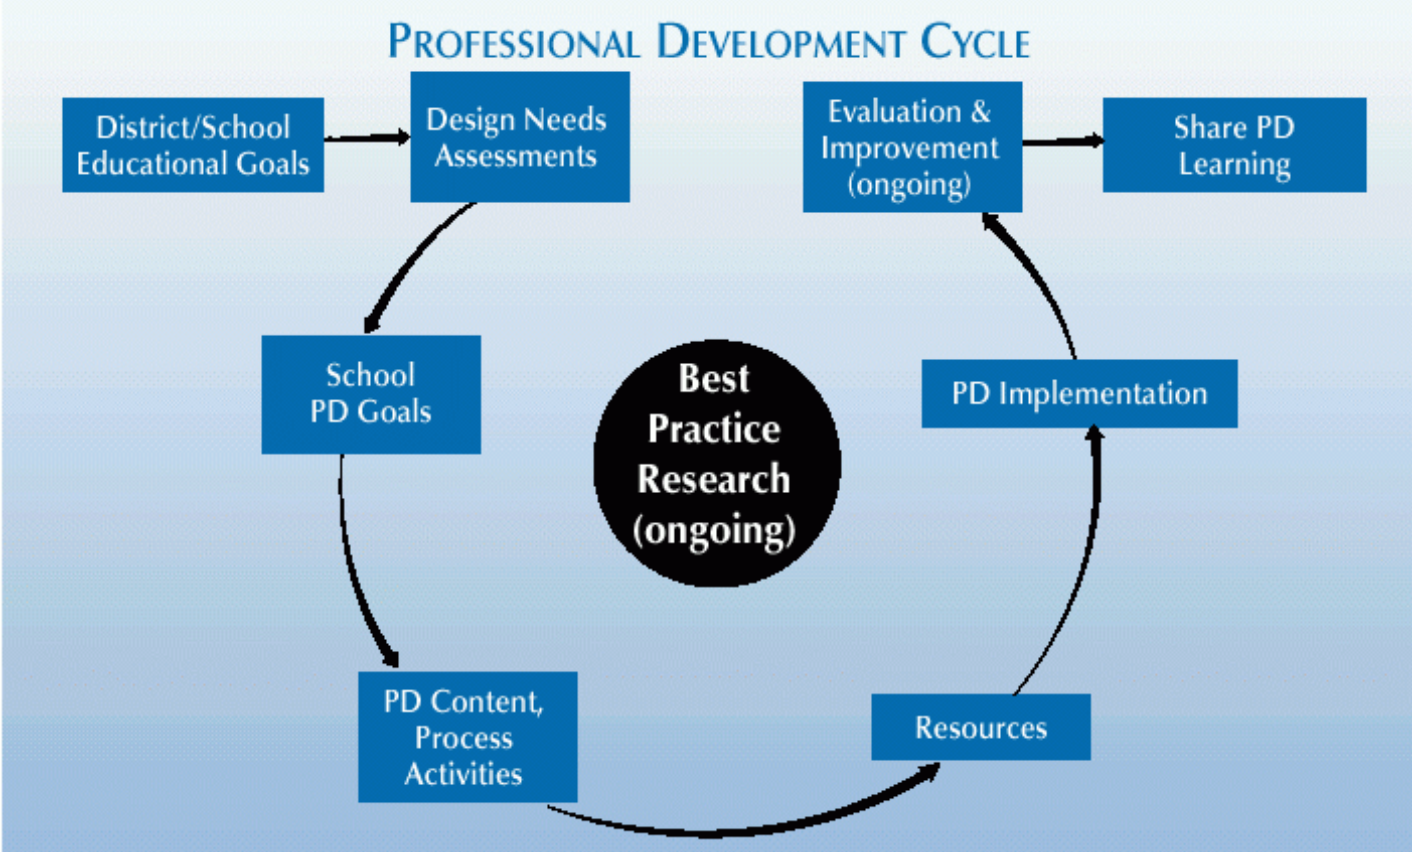 PROFESSIONAL DEVELOPMENT CYCLE
District/School
Educational Goals
Design Needs
Assessments
School
PD Goals
PD Content,
Process
Activities
Resources
PD Implementation
Evaluation &
Improvement
(ongoing)
Share PD
Learning
Best
Practice
Research
(ongoing)